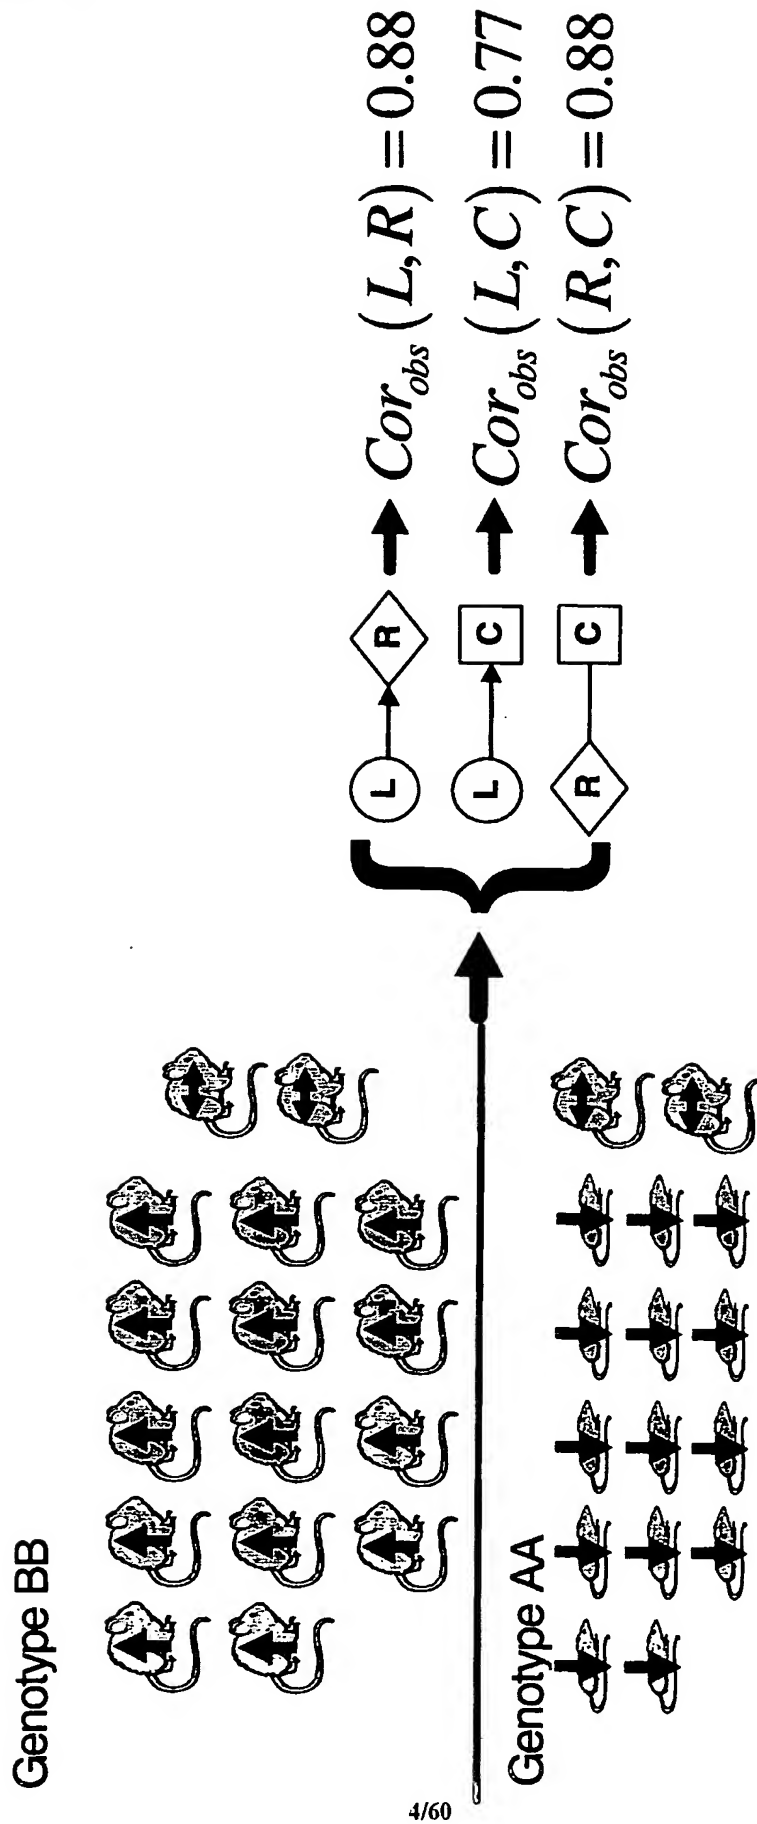 Genotype BB
L R Cor_obs (L, R) = 0.88
L C Cor_obs (L, C) = 0.77
R C Cor_obs (R, C) = 0.88
Genotype AA
4/60